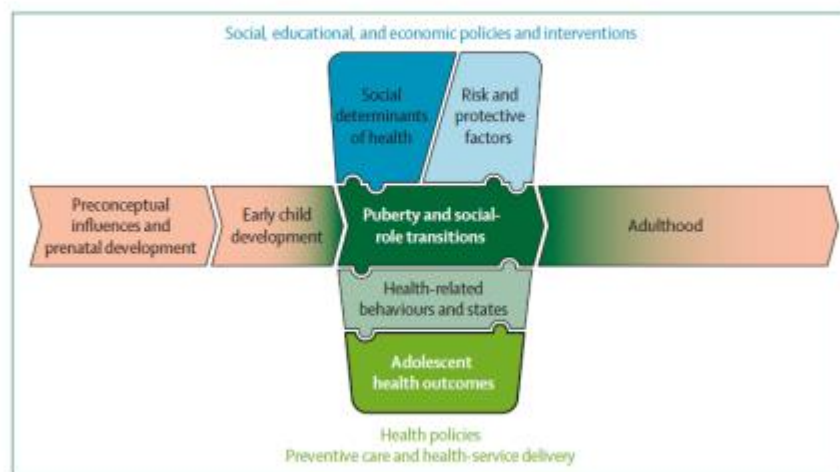 Social, educational, and economic policies and interventions
Social
determinants
of health
Risk and
protective
factors
Preconceptual
influences and
prenatal development
Early child
development
Puberty and social-
role transitions
Adulthood
Health-related
behaviours and states
Adolescent
health outcomes
Health policies
Preventive care and health-service delivery